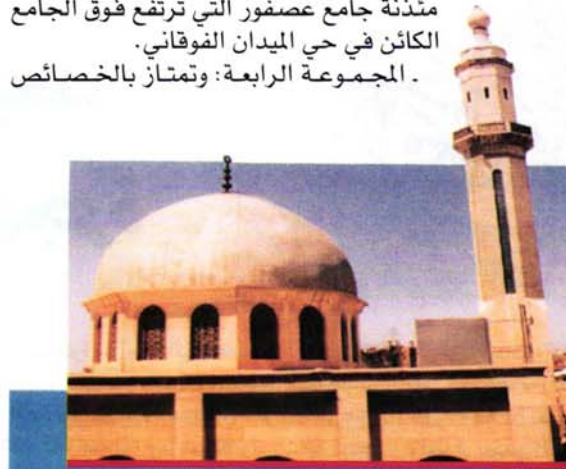 مئذنة جامع عصفور التي ترتفع فوق الجامع
الكائن في حي الميدان الفوقاني.
. المجموعة الرابعة: وتمتاز بالخصائص